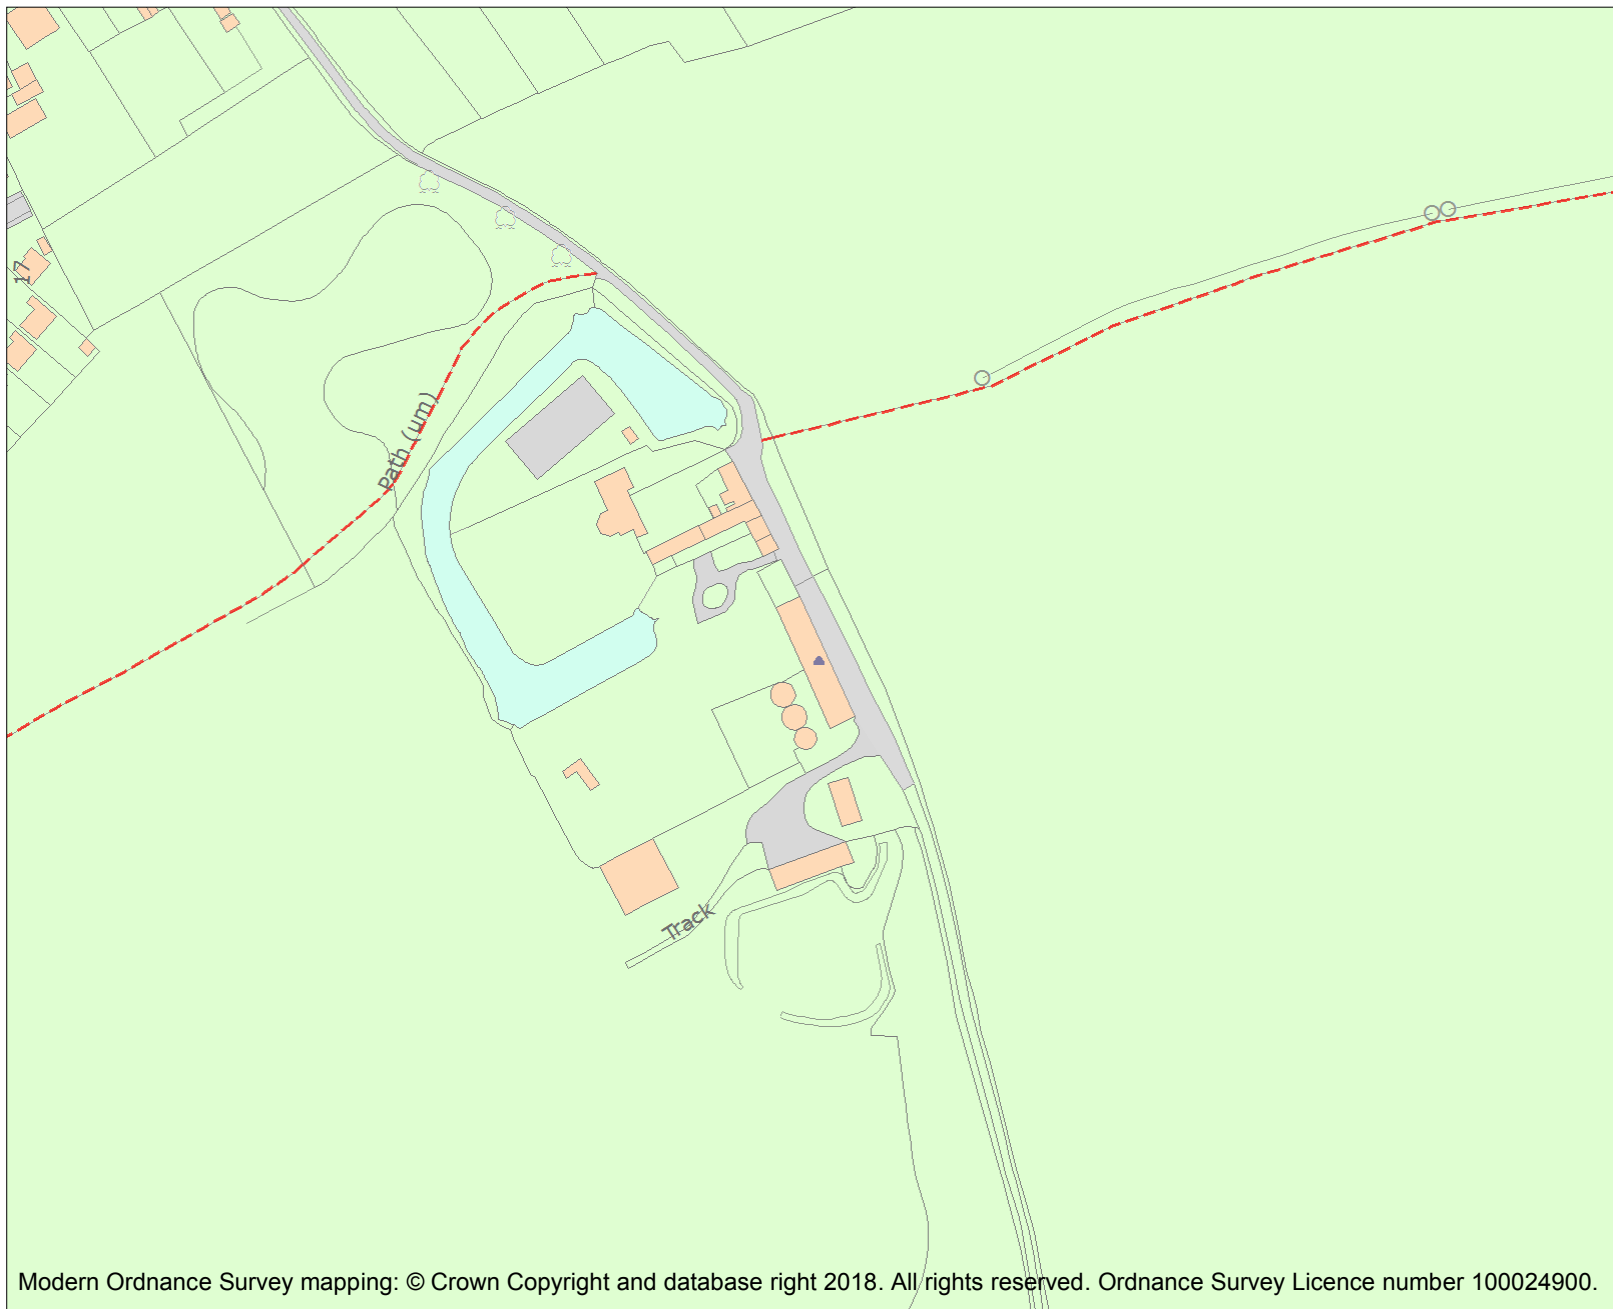 17
Path (um)
Track
Modern Ordnance Survey mapping: © Crown Copyright and database right 2018. All rights reserved. Ordnance Survey Licence number 100024900.